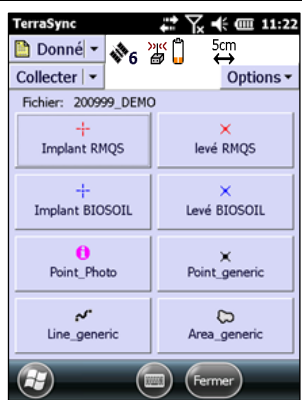 TerraSync 11:22
Donné 6 5cm
Collecter Options
Fichier: 200999_DEMO
Implant RMQS levé RMQS
Implant BIOSOIL Levé BIOSOIL
Point_Photo Point_generic
Line_generic Area_generic
Fermer